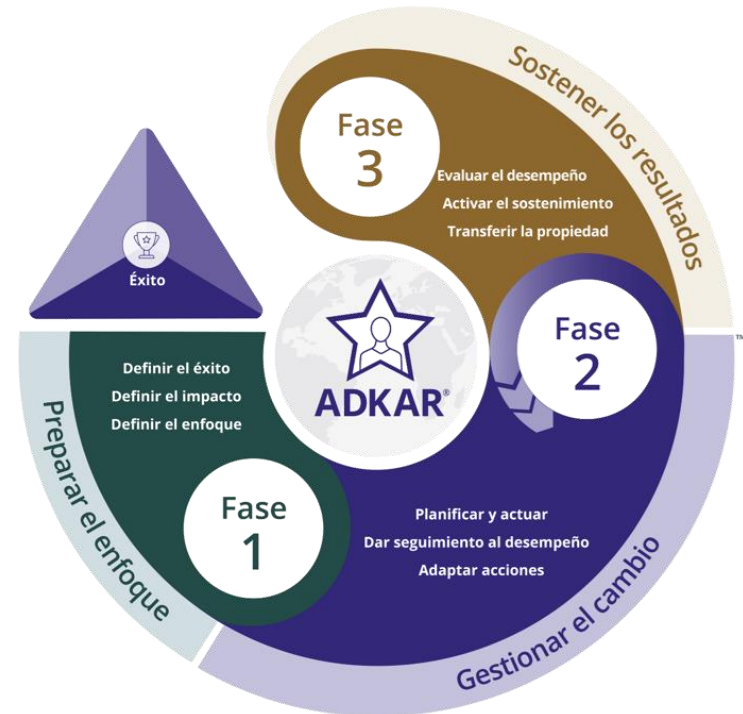 Éxito
Preparar el enfoque
Definir el éxito
Definir el impacto
Definir el enfoque
Fase
1
ADKAR®
Gestionar el cambio
Fase
2
Planificar y actuar
Dar seguimiento al desempeño
Adaptar acciones
Sostener los resultados
Fase
3
Evaluar el desempeño
Activar el sostenimiento
Transferir la propiedad
™